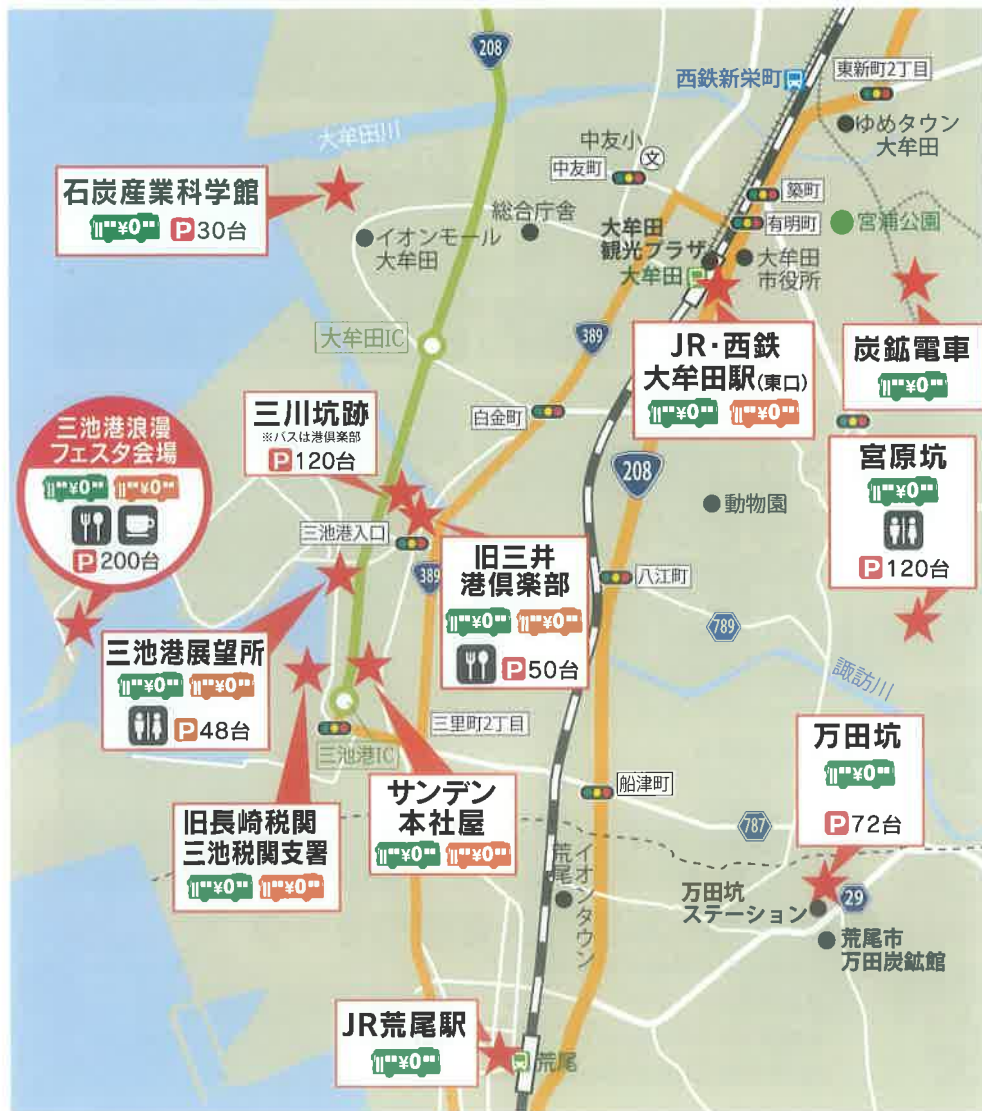 208
西鉄新栄町
東新町2丁目
大牟田川
ゆめタウン
大牟田
中友小
文
中友町
石炭産業科学館
¥0
P30台
築町
総合庁舎
有明町
宮浦公園
イオンモール
大牟田
大牟田
観光プラザ
大牟田
大牟田
市役所
大牟田IC
389
JR・西鉄
大牟田駅(東口)
¥0 ¥0
炭鉱電車
¥0
三池港浪漫
フェスタ会場
¥0 ¥0
P200台
三川坑跡
※バスは港倶楽部
P120台
白金町
208
宮原坑
¥0
P120台
動物園
三池港入口
旧三井
港倶楽部
¥0 ¥0
P50台
389
八江町
789
三池港展望所
¥0 ¥0
P48台
諏訪川
三里町2丁目
三池港IC
万田坑
¥0
P72台
船津町
サンデン
本社屋
¥0 ¥0
旧長崎税関
三池税関支署
¥0 ¥0
787
イオンタウン
荒尾
万田坑
ステーション
29
荒尾市
万田炭鉱館
JR荒尾駅
¥0
荒尾